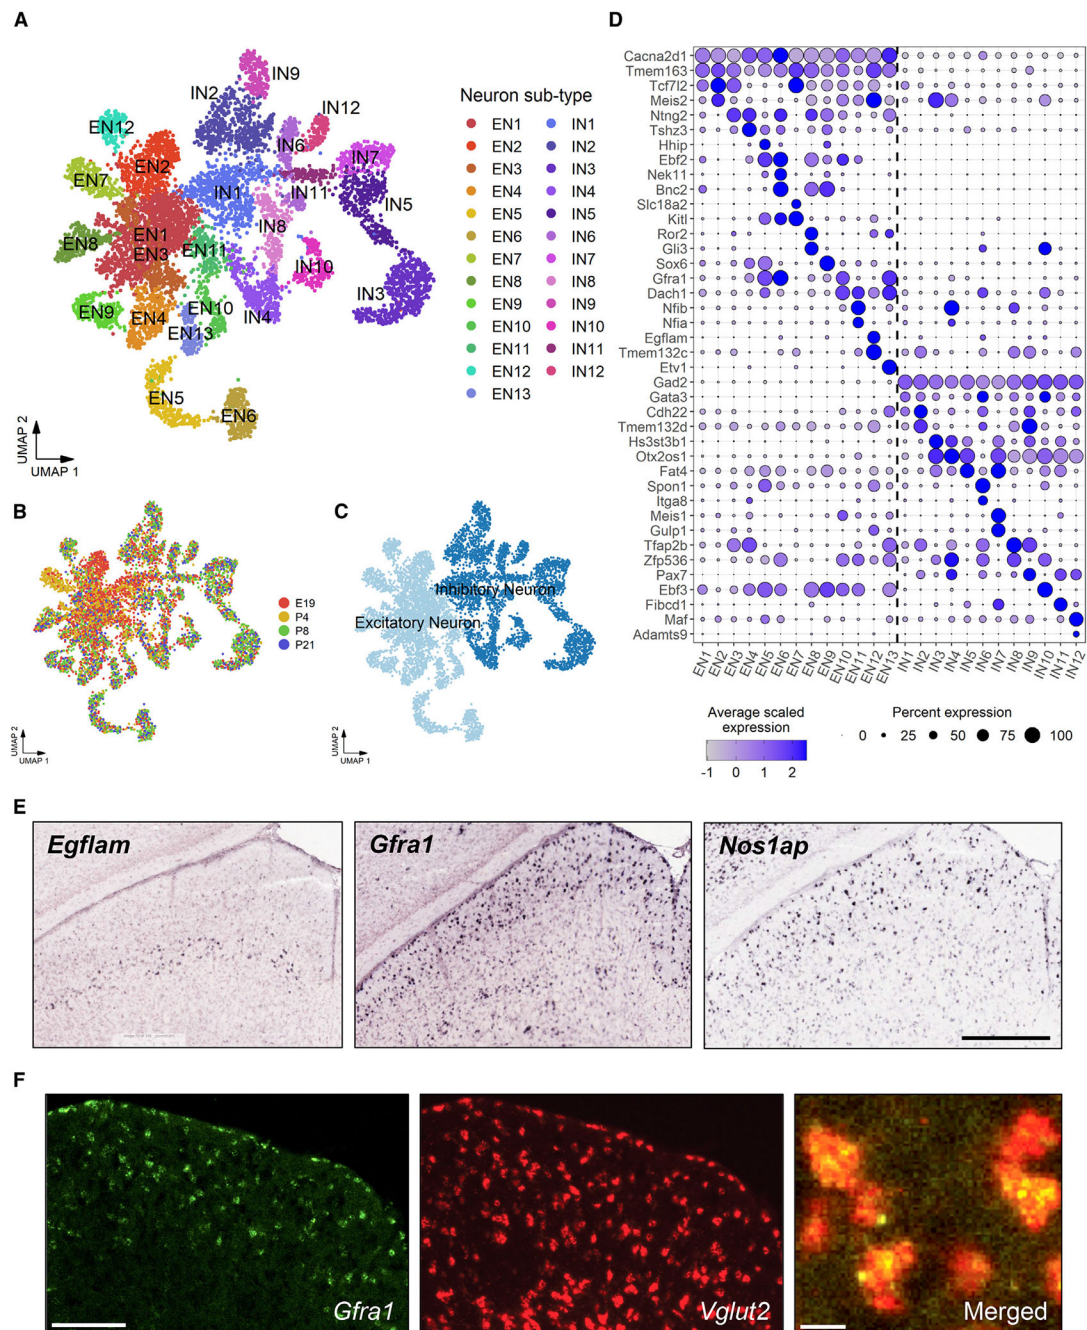 A
IN9
IN2
IN12
EN12
IN6
EN2
IN7
EN7
IN11
IN1
IN5
EN1
IN8
EN8
EN3
EN11
IN10
IN3
EN9
EN4
EN10
IN4
EN13
EN5
EN6
UMAP 2
UMAP 1
Neuron sub-type
EN1 IN1
EN2 IN2
EN3 IN3
EN4 IN4
EN5 IN5
EN6 IN6
EN7 IN7
EN8 IN8
EN9 IN9
EN10 IN10
EN11 IN11
EN12 IN12
EN13
B
E19
P4
P8
P21
UMAP 2
UMAP 1
C
Inhibitory Neuron
Excitatory Neuron
UMAP 2
UMAP 1
D
Cacna2d1
Tmem163
Tcf7l2
Meis2
Ntng2
Tshz3
Hhip
Ebf2
Nek11
Bnc2
Slc18a2
Kitl
Ror2
Gli3
Sox6
Gfra1
Dach1
Nfib
Nfia
Egflam
Tmem132c
Etv1
Gad2
Gata3
Cdh22
Tmem132d
Hs3st3b1
Otx2os1
Fat4
Spon1
Itga8
Meis1
Gulp1
Tfap2b
Zfp536
Pax7
Ebf3
Fibcd1
Maf
Adamts9
EN1 EN2 EN3 EN4 EN5 EN6 EN7 EN8 EN9 EN10 EN11 EN12 EN13 IN1 IN2 IN3 IN4 IN5 IN6 IN7 IN8 IN9 IN10 IN11 IN12
Average scaled
expression
-1 0 1 2
Percent expression
0 25 50 75 100
E
Egflam
Gfra1
Nos1ap
F
Gfra1
Vglut2
Merged